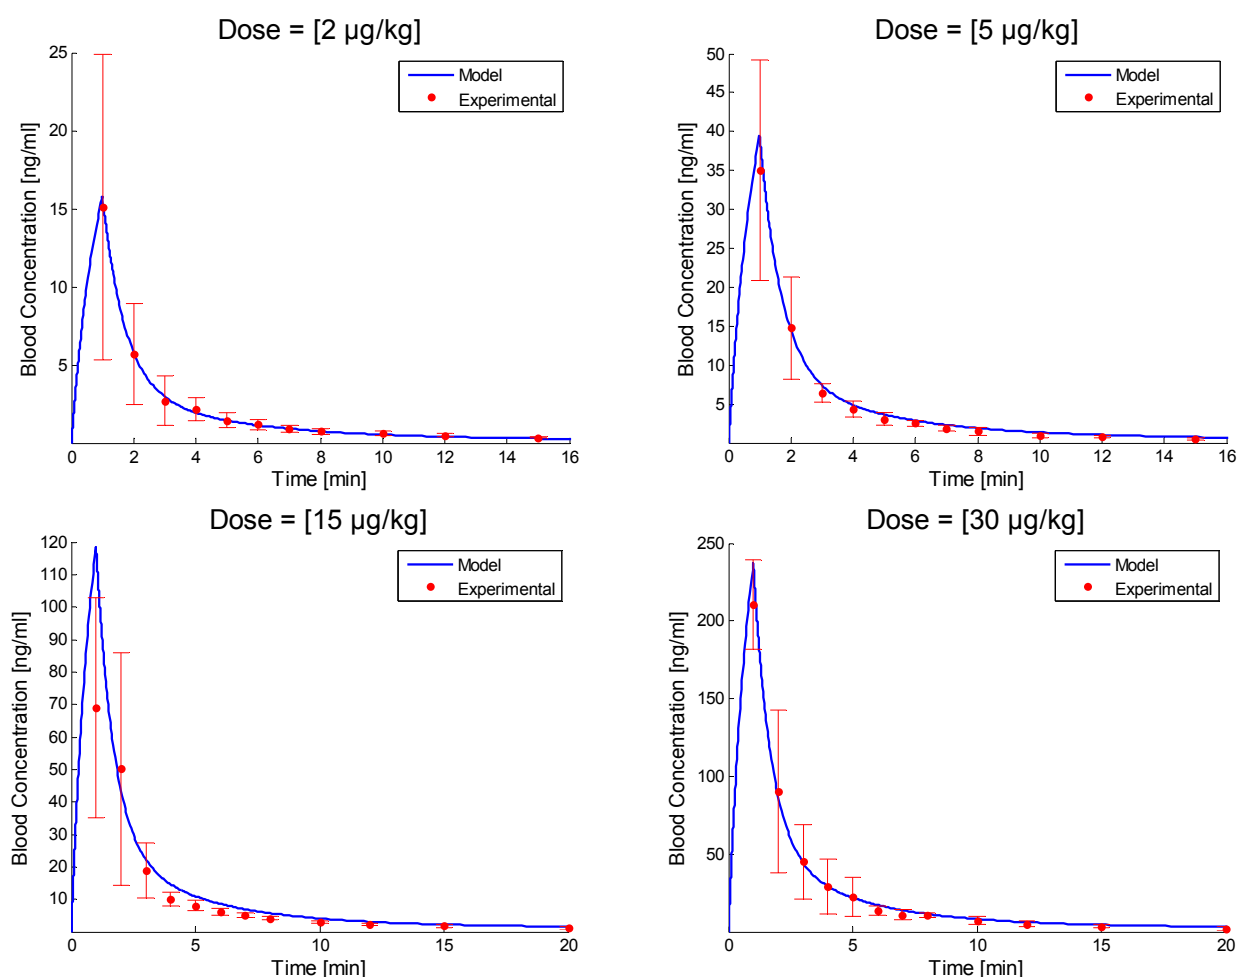 Dose = [2 µg/kg]
25
20
15
10
5
0 2 4 6 8 10 12 14 16
Blood Concentration [ng/ml]
Time [min]
Model
Experimental
Dose = [5 µg/kg]
50
45
40
35
30
25
20
15
10
5
0 2 4 6 8 10 12 14 16
Blood Concentration [ng/ml]
Time [min]
Model
Experimental
Dose = [15 µg/kg]
120
110
100
90
80
70
60
50
40
30
20
10
0 5 10 15 20
Blood Concentration [ng/ml]
Time [min]
Model
Experimental
Dose = [30 µg/kg]
250
200
150
100
50
0 5 10 15 20
Blood Concentration [ng/ml]
Time [min]
Model
Experimental